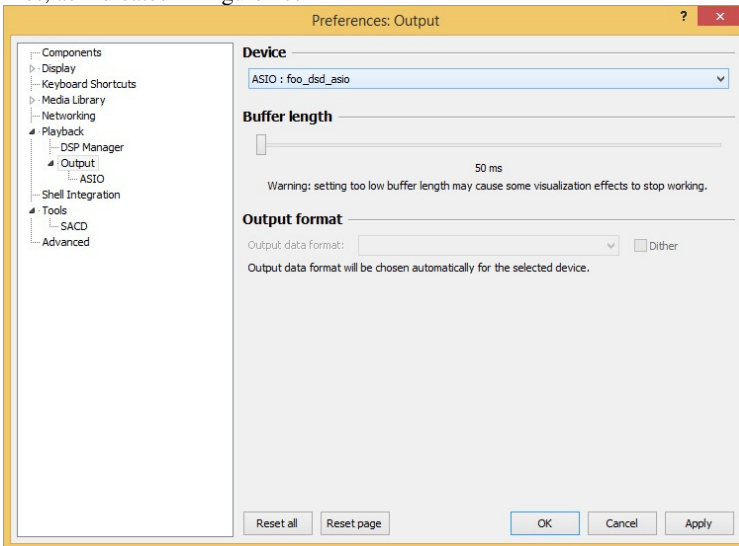 Preferences: Output
?
×
Components
Display
Keyboard Shortcuts
Media Library
Networking
Playback
DSP Manager
Output
ASIO
Shell Integration
Tools
SACD
Advanced
Device
ASIO : foo_dsd_asio
Buffer length
50 ms
Warning: setting too low buffer length may cause some visualization effects to stop working.
Output format
Output data format:
Dither
Output data format will be chosen automatically for the selected device.
Reset all
Reset page
OK
Cancel
Apply